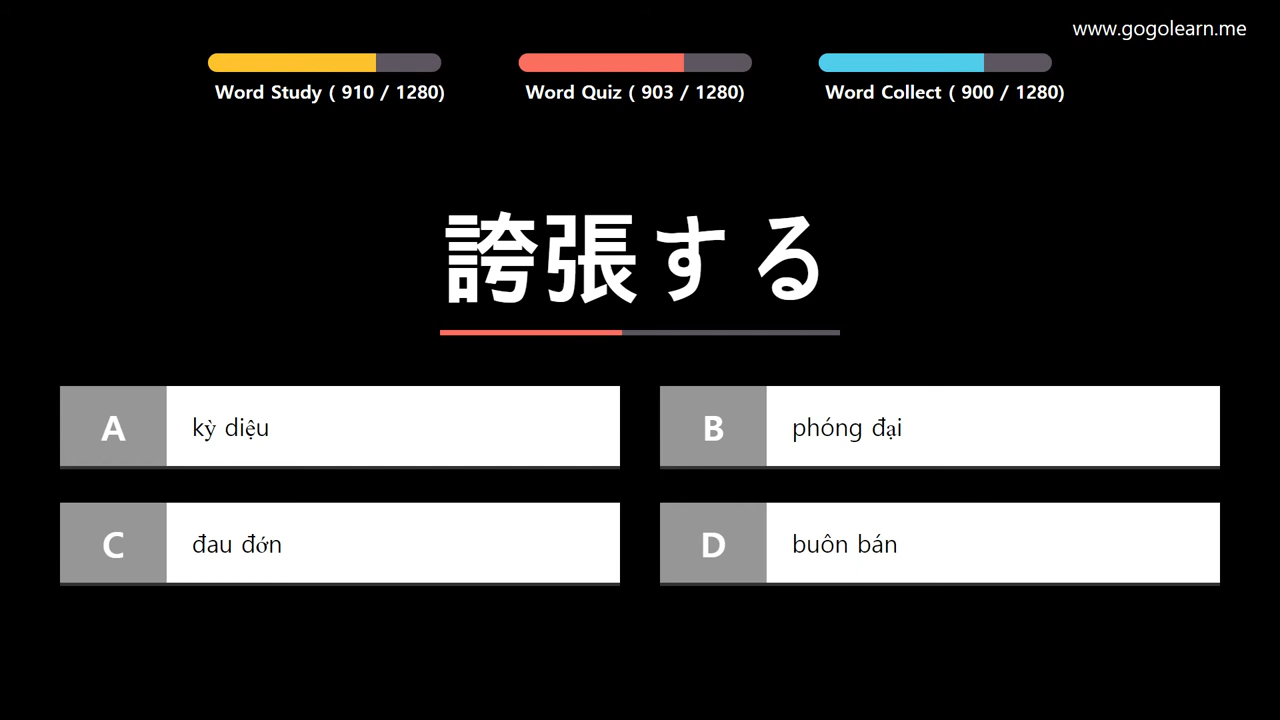 www.gogolearn.me
Word Study ( 910 / 1280)
Word Quiz ( 903 / 1280)
Word Collect ( 900 / 1280)
誇張する
A
kỳ diệu
B
phóng đại
C
đau đớn
D
buôn bán